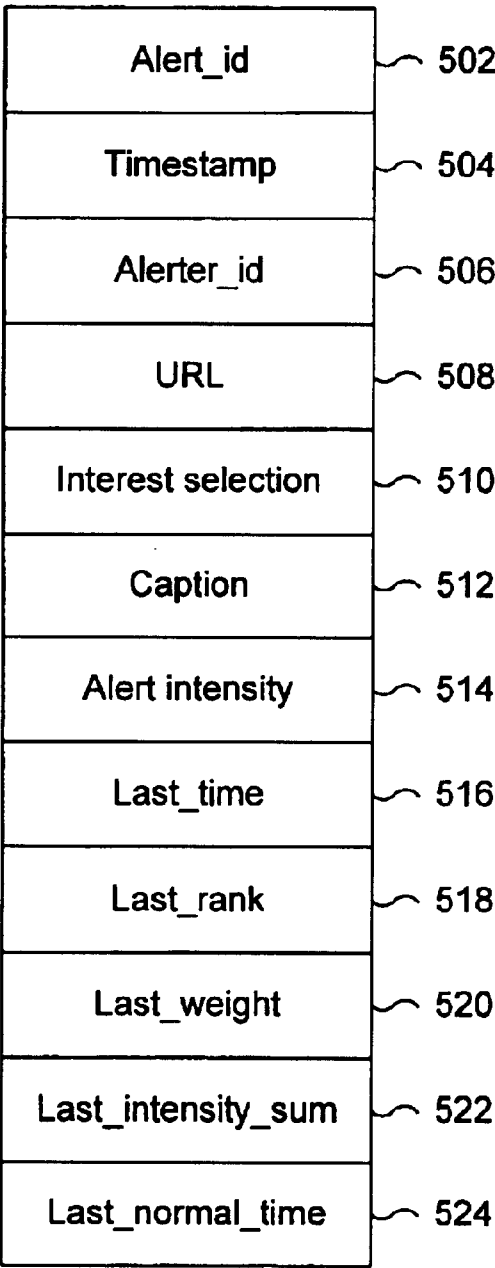 Alert_id 502
Timestamp 504
Alerter_id 506
URL 508
Interest selection 510
Caption 512
Alert intensity 514
Last_time 516
Last_rank 518
Last_weight 520
Last_intensity_sum 522
Last_normal_time 524